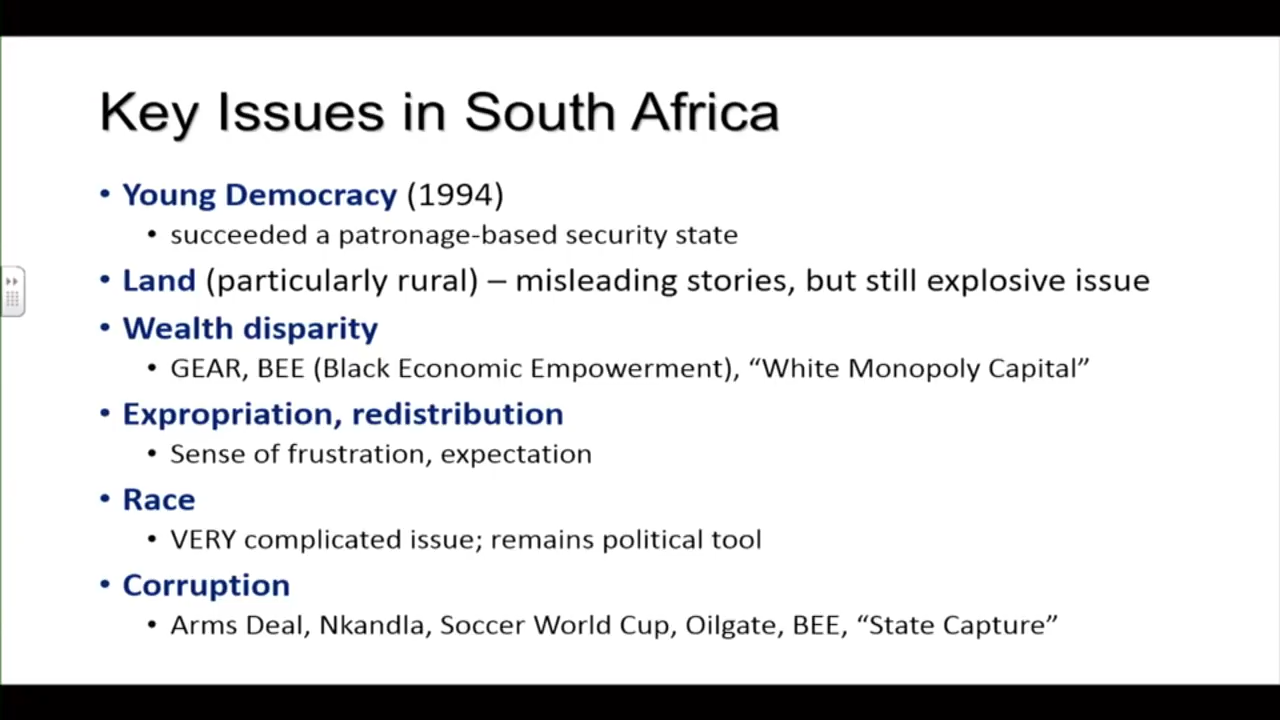 Key Issues in South Africa
• Young Democracy (1994)
• succeeded a patronage-based security state
• Land (particularly rural) – misleading stories, but still explosive issue
• Wealth disparity
• GEAR, BEE (Black Economic Empowerment), “White Monopoly Capital”
• Expropriation, redistribution
• Sense of frustration, expectation
• Race
• VERY complicated issue; remains political tool
• Corruption
• Arms Deal, Nkandla, Soccer World Cup, Oilgate, BEE, “State Capture”